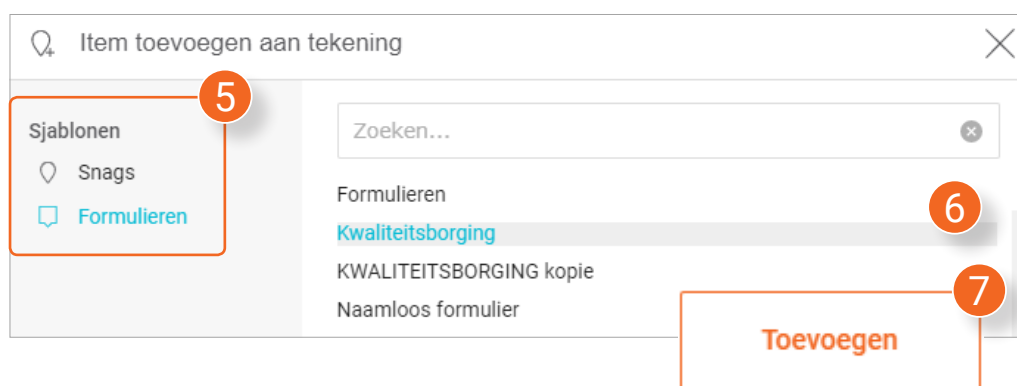 Item toevoegen aan tekening
5
Sjablonen
Snags
Formulieren
Zoeken...
Formulieren
6
Kwaliteitsborging
KWALITEITSBORGING kopie
Naamloos formulier
7
Toevoegen